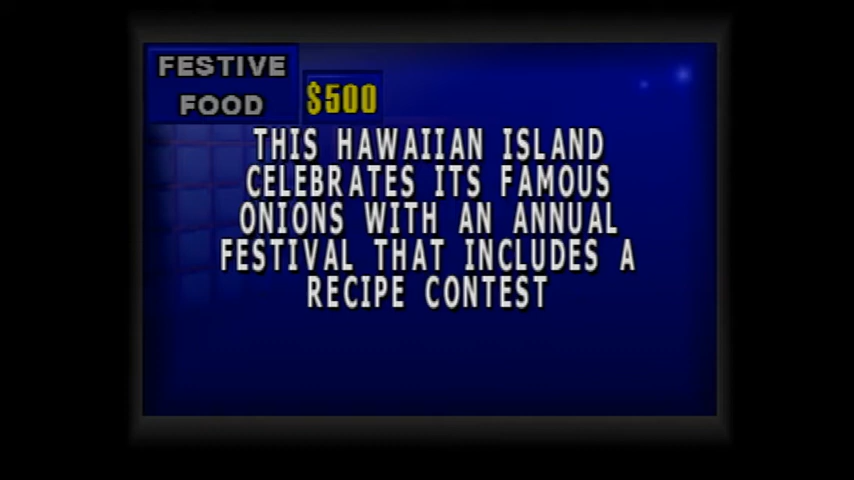 FESTIVE
FOOD
$500
THIS HAWAIIAN ISLAND
CELEBRATES ITS FAMOUS
ONIONS WITH AN ANNUAL
FESTIVAL THAT INCLUDES A
RECIPE CONTEST